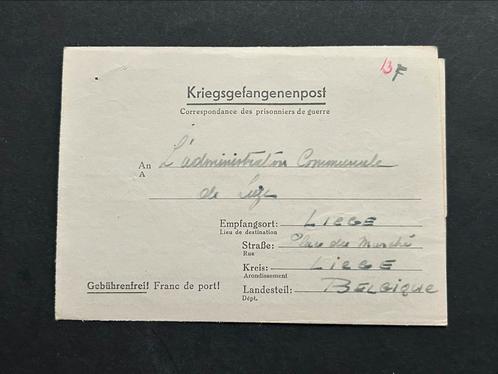 13 F
Kriegsgefangenenpost
Correspondance des prisonniers de guerre
An L'administration Communale
A
de Liège
Empfangsort: LIEGE
Lieu de destination
Straße: Place du Marché
Rue
Kreis: LIEGE
Arondissement
Gebührenfrei! Franc de port! Landesteil: BELGIQUE
Dépt.